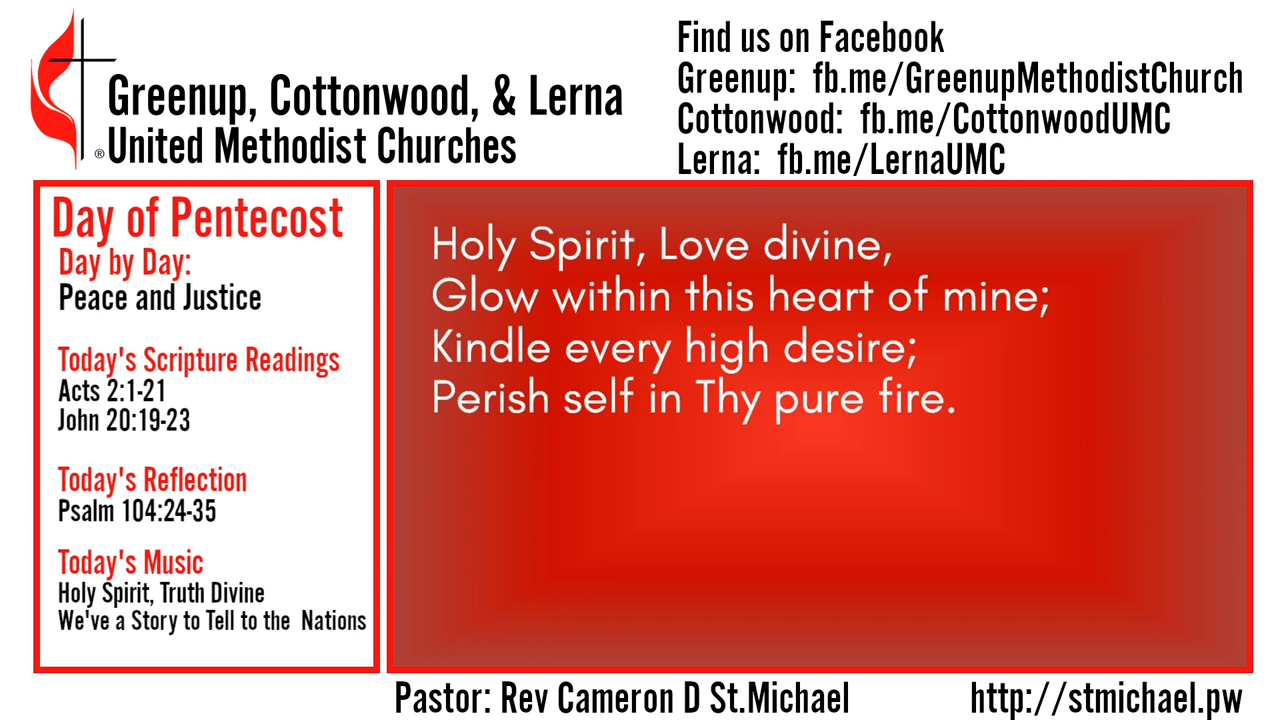 Greenup, Cottonwood, & Lerna
®United Methodist Churches
Find us on Facebook
Greenup:  fb.me/GreenupMethodistChurch
Cottonwood:  fb.me/CottonwoodUMC
Lerna:  fb.me/LernaUMC
Day of Pentecost
Day by Day:
Peace and Justice
Today's Scripture Readings
Acts 2:1-21
John 20:19-23
Today's Reflection
Psalm 104:24-35
Today's Music
Holy Spirit, Truth Divine
We've a Story to Tell to the  Nations
Holy Spirit, Love divine,
Glow within this heart of mine;
Kindle every high desire;
Perish self in Thy pure fire.
Pastor: Rev Cameron D St.Michael
http://stmichael.pw